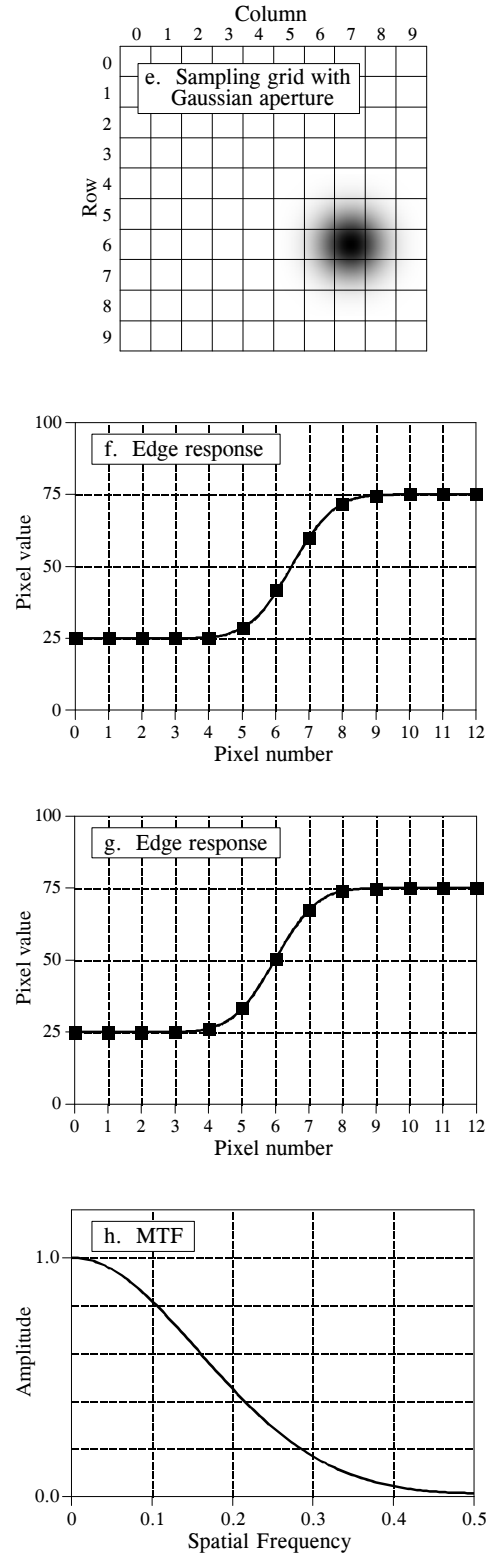 Column
0 1 2 3 4 5 6 7 8 9
e. Sampling grid with
Gaussian aperture
Row
0
1
2
3
4
5
6
7
8
9
f. Edge response
Pixel value
100
75
50
25
0
0 1 2 3 4 5 6 7 8 9 10 11 12
Pixel number
g. Edge response
Pixel value
100
75
50
25
0
0 1 2 3 4 5 6 7 8 9 10 11 12
Pixel number
h. MTF
Amplitude
1.0
0.0
0 0.1 0.2 0.3 0.4 0.5
Spatial Frequency